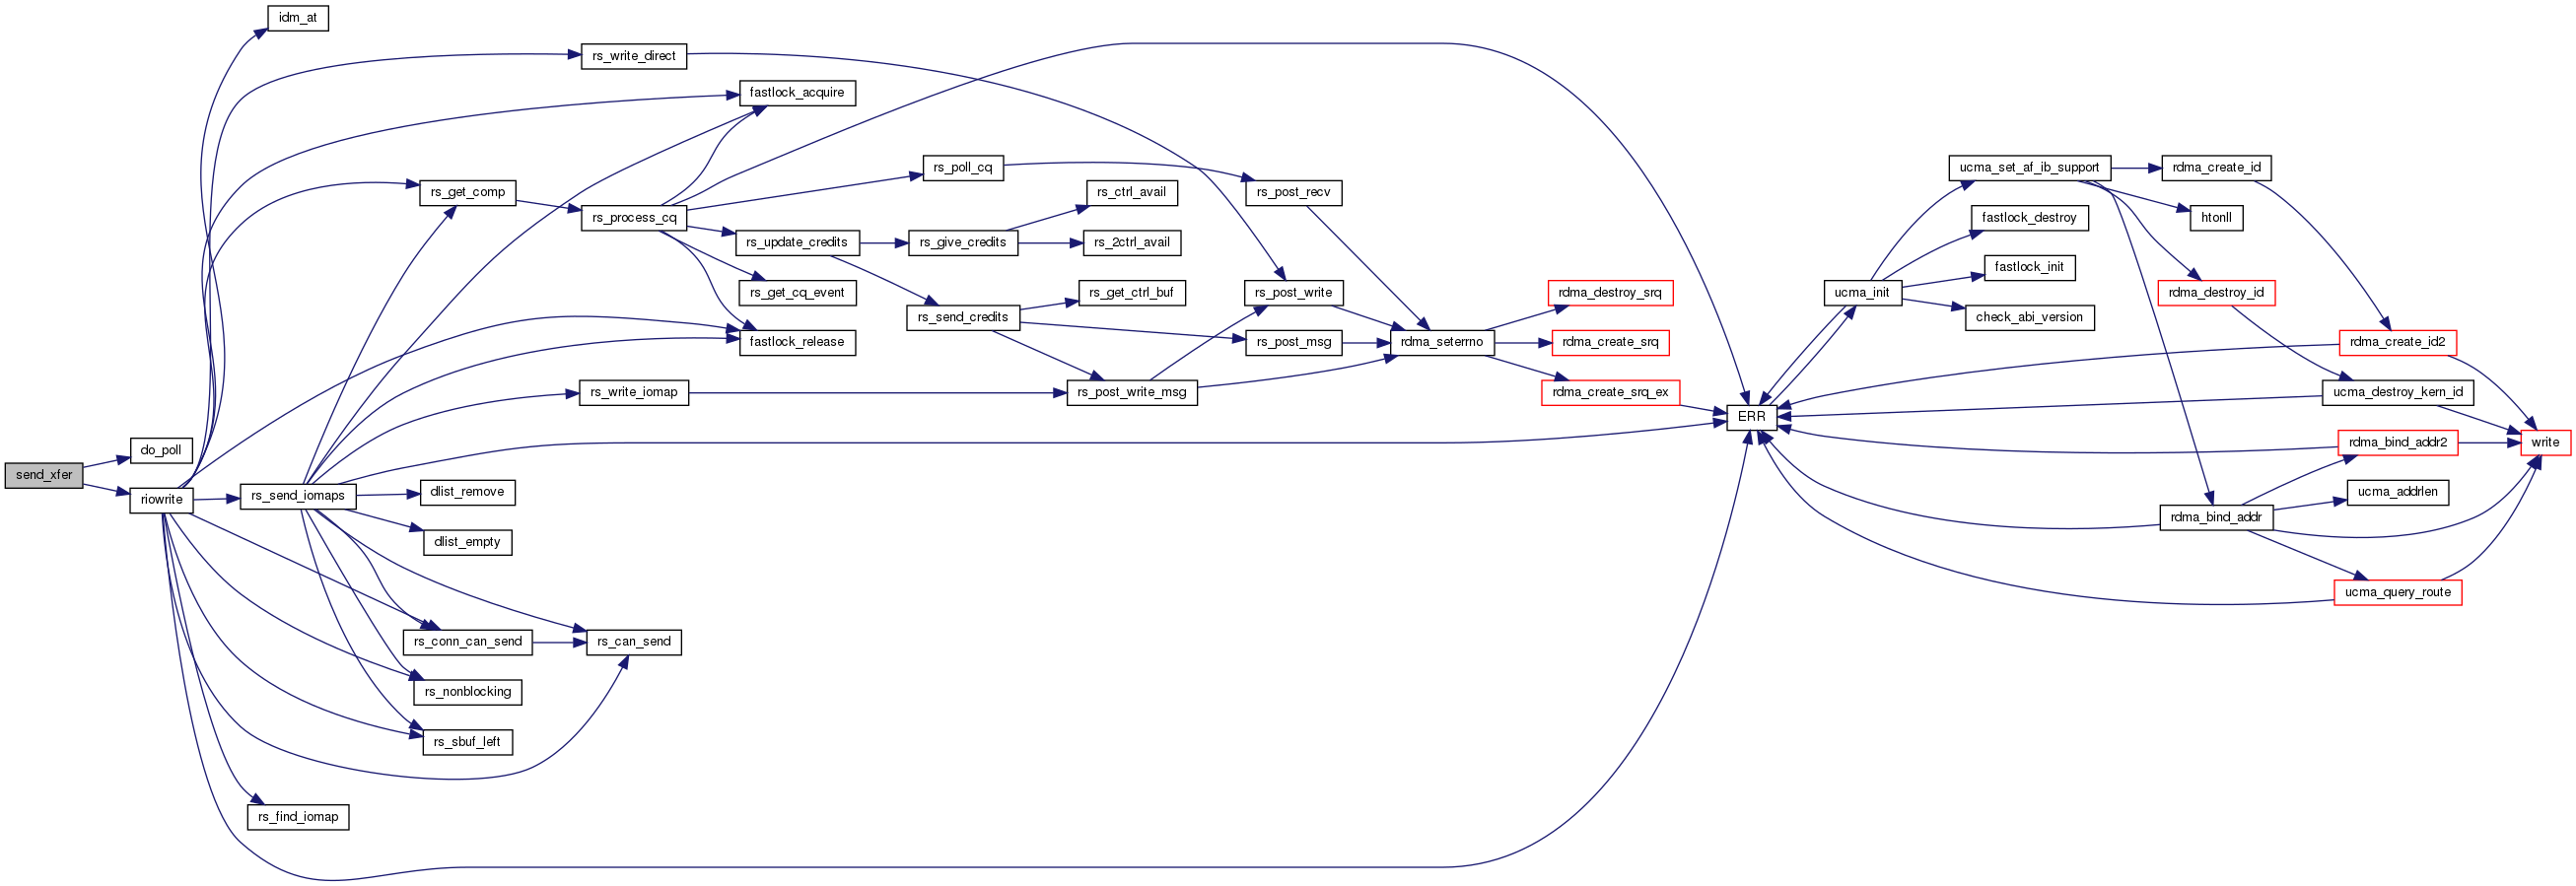 send_xfer
do_poll
riowrite
idm_at
rs_send_iomaps
rs_find_iomap
rs_get_comp
dlist_remove
dlist_empty
rs_conn_can_send
rs_nonblocking
rs_sbuf_left
rs_write_direct
rs_process_cq
rs_write_iomap
rs_can_send
fastlock_acquire
rs_update_credits
rs_get_cq_event
fastlock_release
rs_poll_cq
rs_give_credits
rs_send_credits
rs_ctrl_avail
rs_2ctrl_avail
rs_get_ctrl_buf
rs_post_write_msg
rs_post_recv
rs_post_write
rs_post_msg
rdma_seterrno
rdma_destroy_srq
rdma_create_srq
rdma_create_srq_ex
ERR
ucma_init
ucma_set_af_ib_support
fastlock_destroy
fastlock_init
check_abi_version
rdma_create_id
htonll
rdma_destroy_id
rdma_bind_addr
rdma_create_id2
ucma_destroy_kern_id
rdma_bind_addr2
ucma_addrlen
ucma_query_route
write